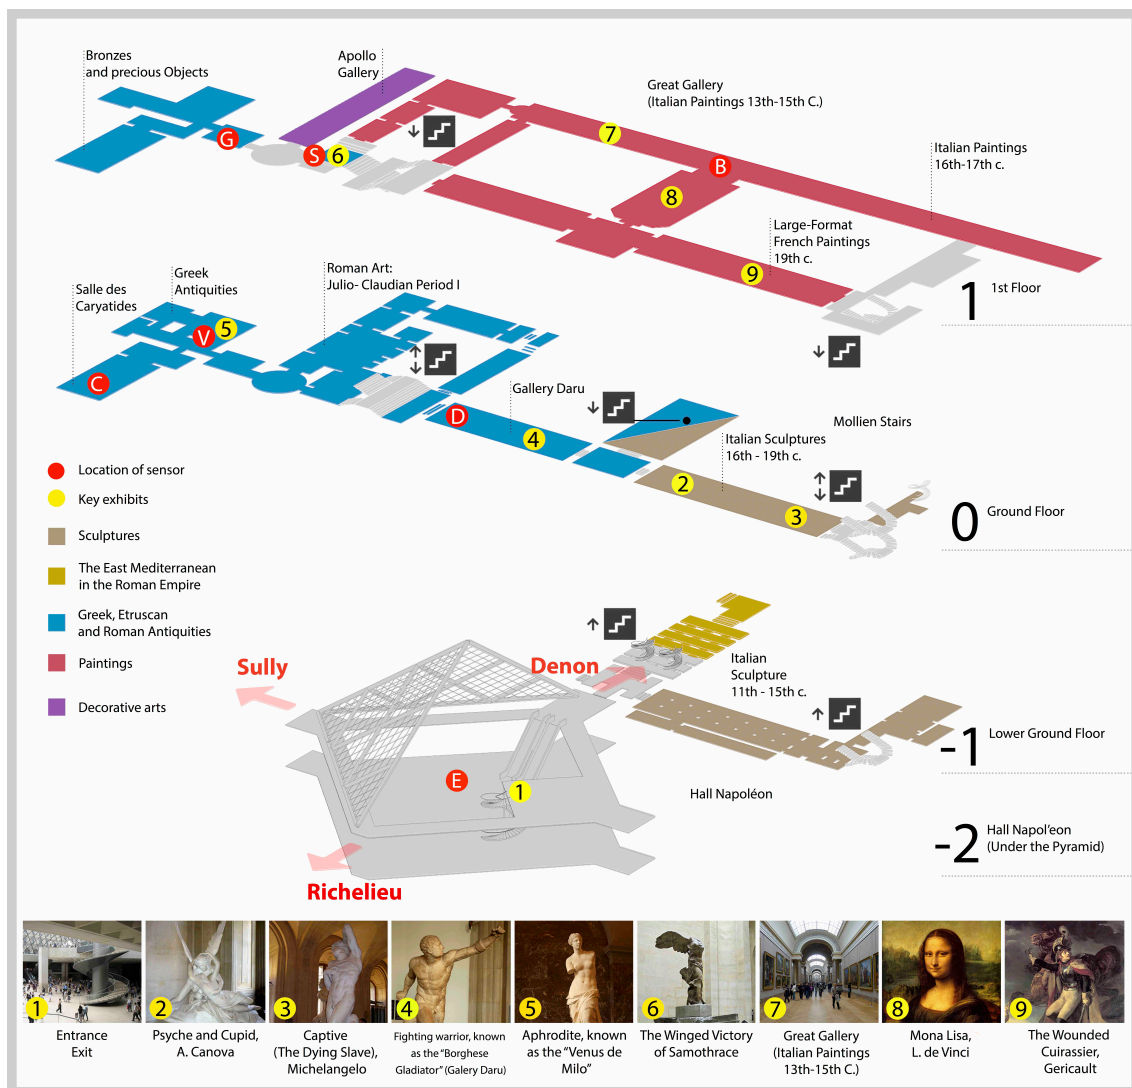 Bronzes
and precious Objects
Apollo
Gallery
Great Gallery
(Italian Paintings 13th-15th C.)
G
S
6
7
B
Italian Paintings
16th-17th c.
8
Large-Format
French Paintings
19th c.
9
1
1st Floor
Salle des
Caryatides
Greek
Antiquities
Roman Art:
Julio- Claudian Period I
V
5
C
D
Gallery Daru
4
Mollien Stairs
Italian Sculptures
16th - 19th c.
2
3
0
Ground Floor
Location of sensor
Key exhibits
Sculptures
The East Mediterranean
in the Roman Empire
Greek, Etruscan
and Roman Antiquities
Paintings
Decorative arts
Sully
Denon
Italian
Sculpture
11th - 15th c.
-1
Lower Ground Floor
E
1
Hall Napoléon
-2
Hall Napol'eon
(Under the Pyramid)
Richelieu
1
Entrance
Exit
2
Psyche and Cupid,
A. Canova
3
Captive
(The Dying Slave),
Michelangelo
4
Fighting warrior, known
as the "Borghese
Gladiator" (Galery Daru)
5
Aphrodite, known
as the "Venus de
Milo"
6
The Winged Victory
of Samothrace
7
Great Gallery
(Italian Paintings
13th-15th C.)
8
Mona Lisa,
L. de Vinci
9
The Wounded
Cuirassier,
Gericault